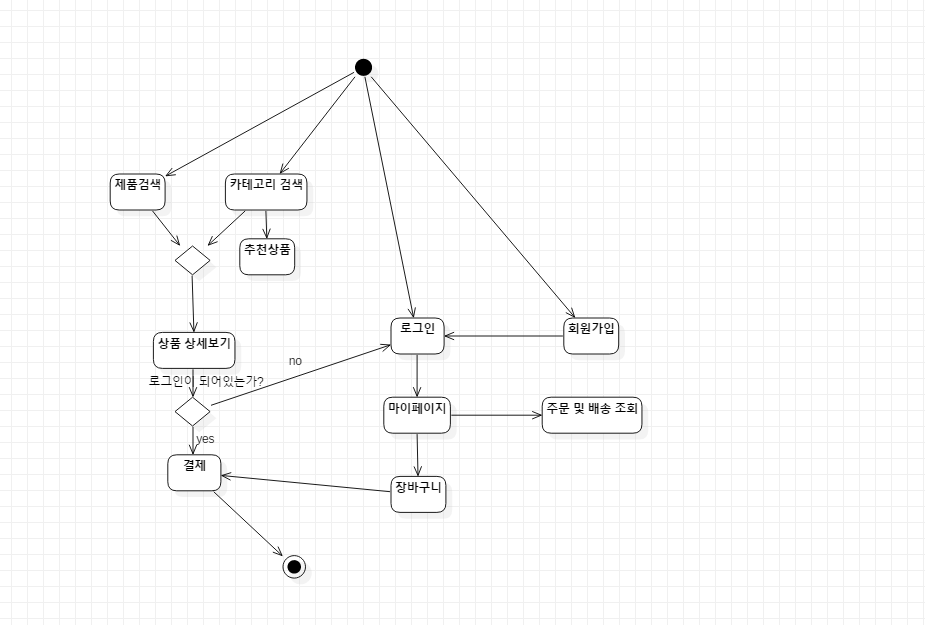 제품검색
카테고리 검색
추천상품
로그인
회원가입
상품 상세보기
no
로그인이 되어있는가?
마이페이지
주문 및 배송 조회
yes
결제
장바구니